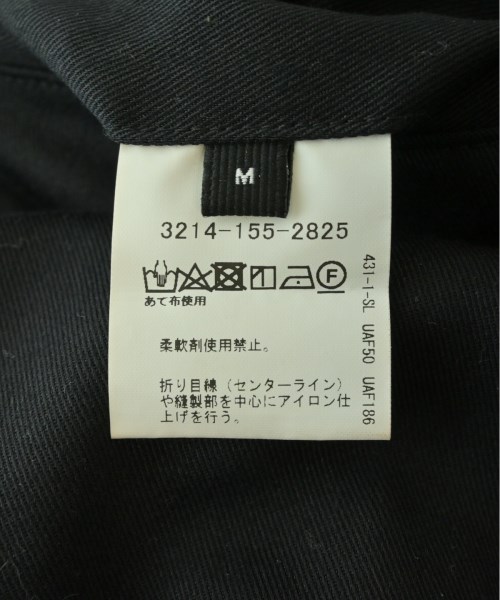 M
3214-155-2825
F
あて布使用
柔軟剤使用禁止。
折り目線（センターライン）
や縫製部を中心にアイロン仕
上げを行う。
431-1-SL UAF50 UAF186